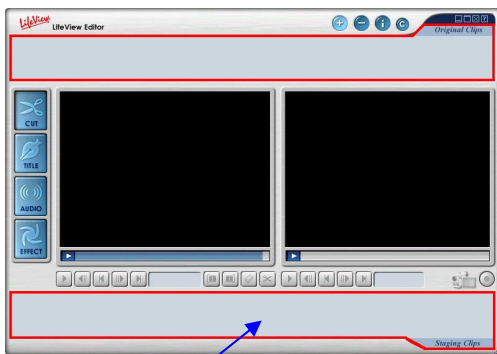 LifeView
LifeView Editor
Original Clips
CUT
TITLE
AUDIO
EFFECT
Staging Clips